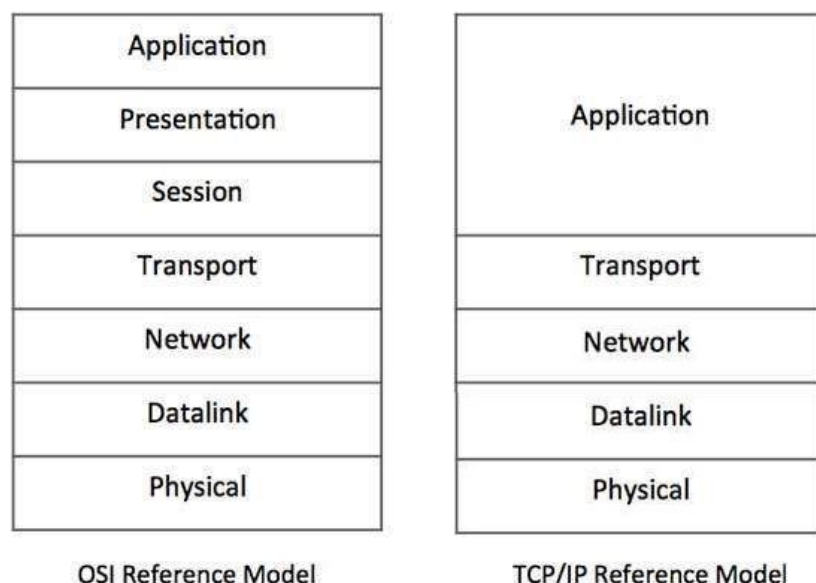 Application
Presentation
Session
Transport
Network
Datalink
Physical
OSI Reference Model
Application
Transport
Network
Datalink
Physical
TCP/IP Reference Model